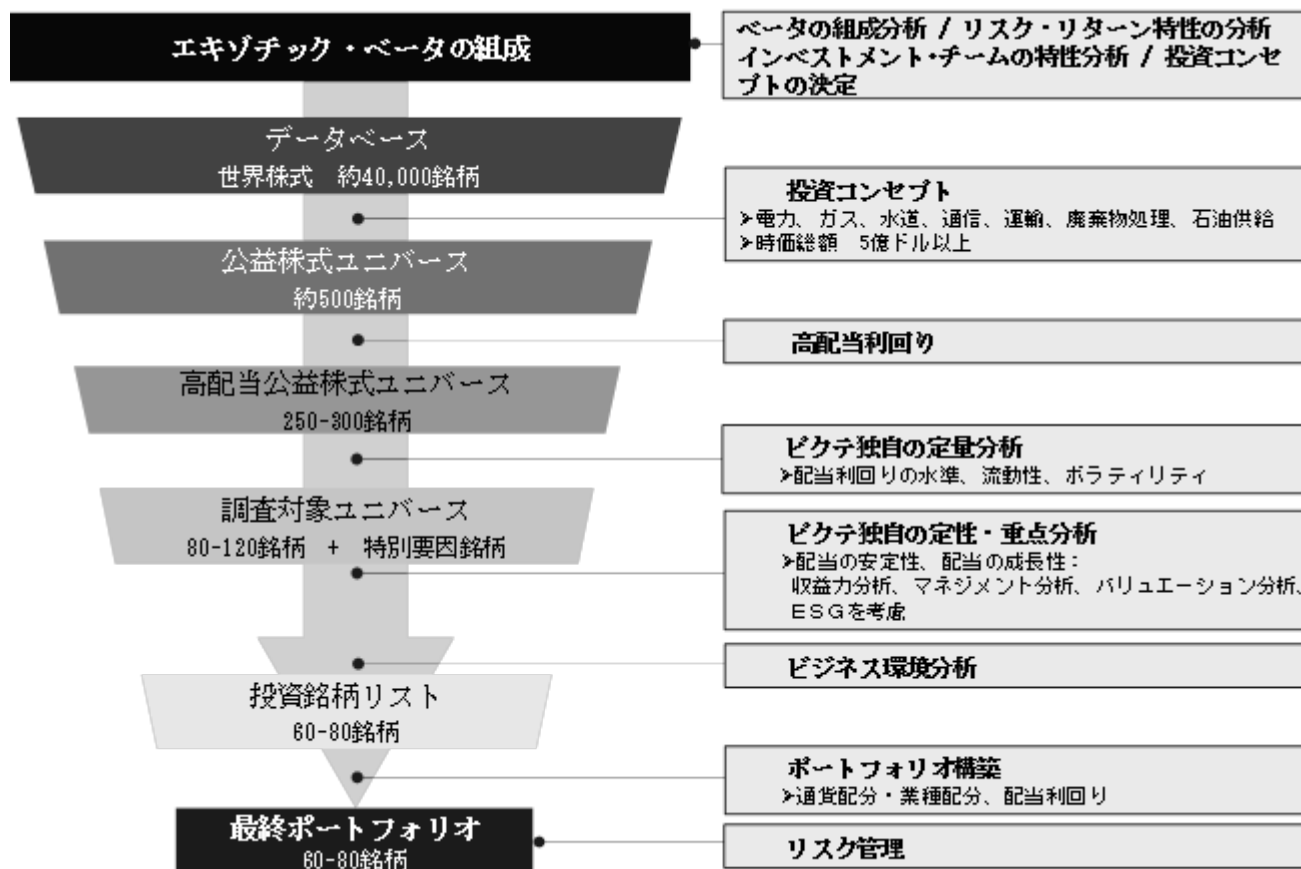 エキゾチック・ベータの組成
ベータの組成分析 / リスク・リターン特性の分析
インベストメント・チームの特性分析 / 投資コンセ
プトの決定
データベース
世界株式　約40,000銘柄
投資コンセプト
➢電力、ガス、水道、通信、運輸、廃棄物処理、石油供給
➢時価総額　5億ドル以上
公益株式ユニバース
約500銘柄
高配当利回り
高配当公益株式ユニバース
250-300銘柄
ピクテ独自の定量分析
➢配当利回りの水準、流動性、ボラティリティ
調査対象ユニバース
80-120銘柄　+　特別要因銘柄
ピクテ独自の定性・重点分析
➢配当の安定性、配当の成長性：
収益力分析、マネジメント分析、バリュエーション分析、
ＥＳＧを考慮
ビジネス環境分析
投資銘柄リスト
60-80銘柄
ポートフォリオ構築
➢通貨配分・業種配分、配当利回り
最終ポートフォリオ
60-80銘柄
リスク管理